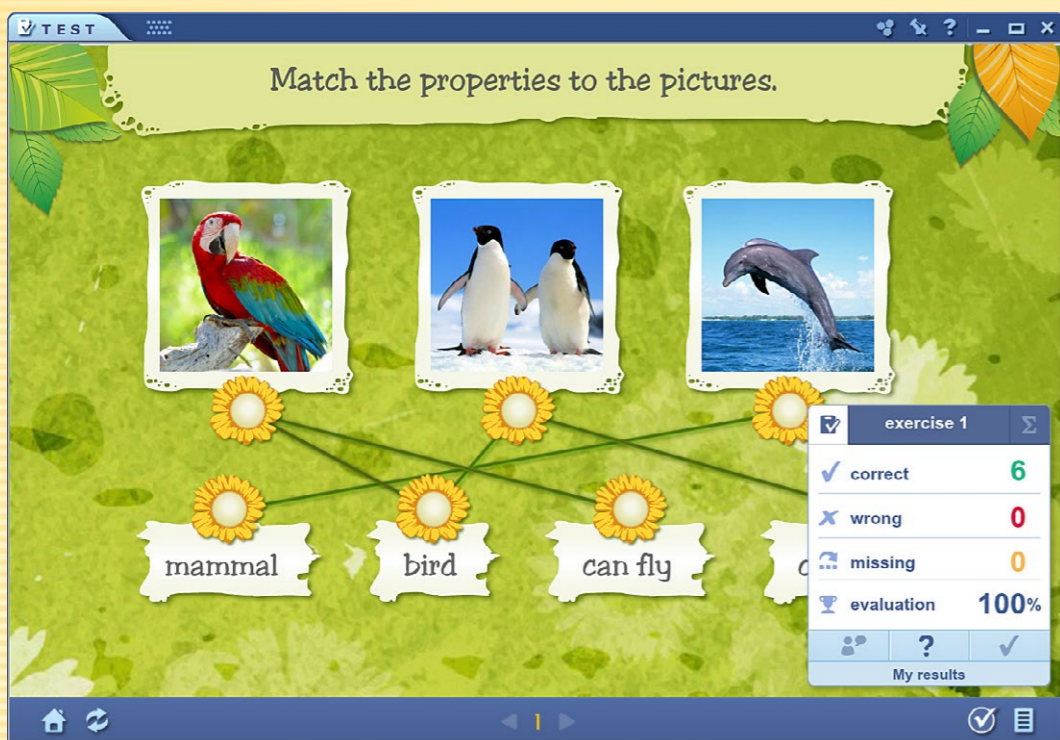 TEST
Match the properties to the pictures.
exercise 1
correct 6
wrong 0
missing 0
evaluation 100%
My results
mammal
bird
can fly
1